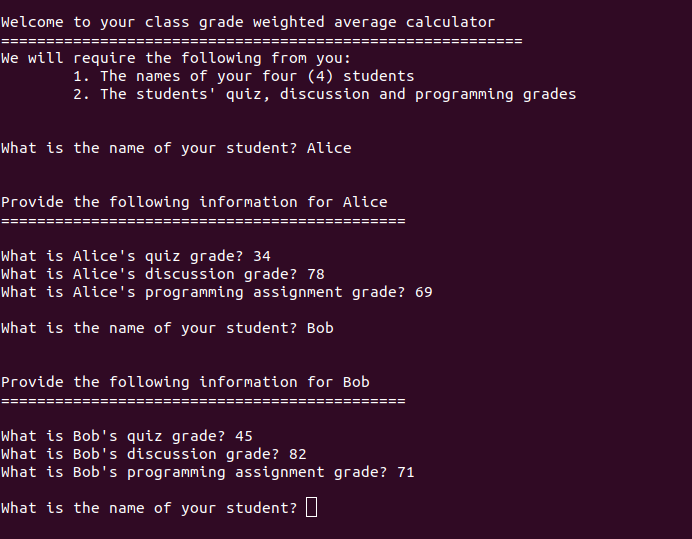 Welcome to your class grade weighted average calculator
==========================================================
We will require the following from you:
1. The names of your four (4) students
2. The students' quiz, discussion and programming grades
What is the name of your student? Alice
Provide the following information for Alice
=============================================
What is Alice's quiz grade? 34
What is Alice's discussion grade? 78
What is Alice's programming assignment grade? 69
What is the name of your student? Bob
Provide the following information for Bob
=============================================
What is Bob's quiz grade? 45
What is Bob's discussion grade? 82
What is Bob's programming assignment grade? 71
What is the name of your student?